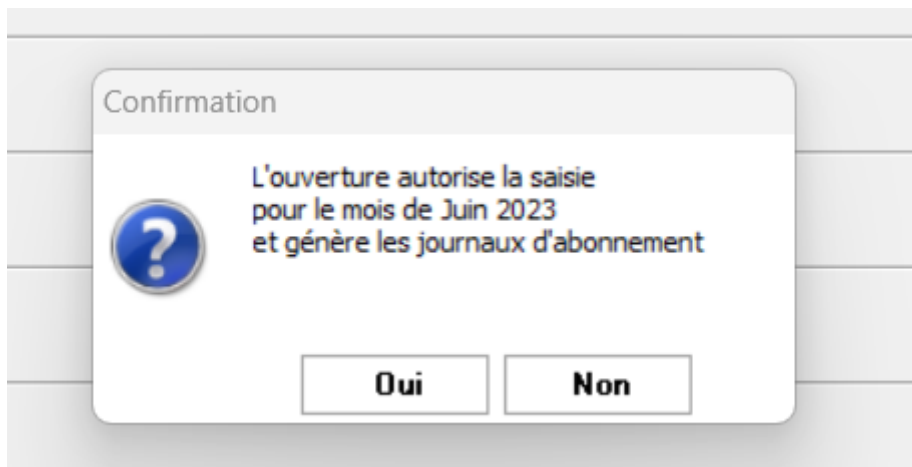 Confirmation
L'ouverture autorise la saisie
pour le mois de Juin 2023
et génère les journaux d'abonnement
Oui
Non